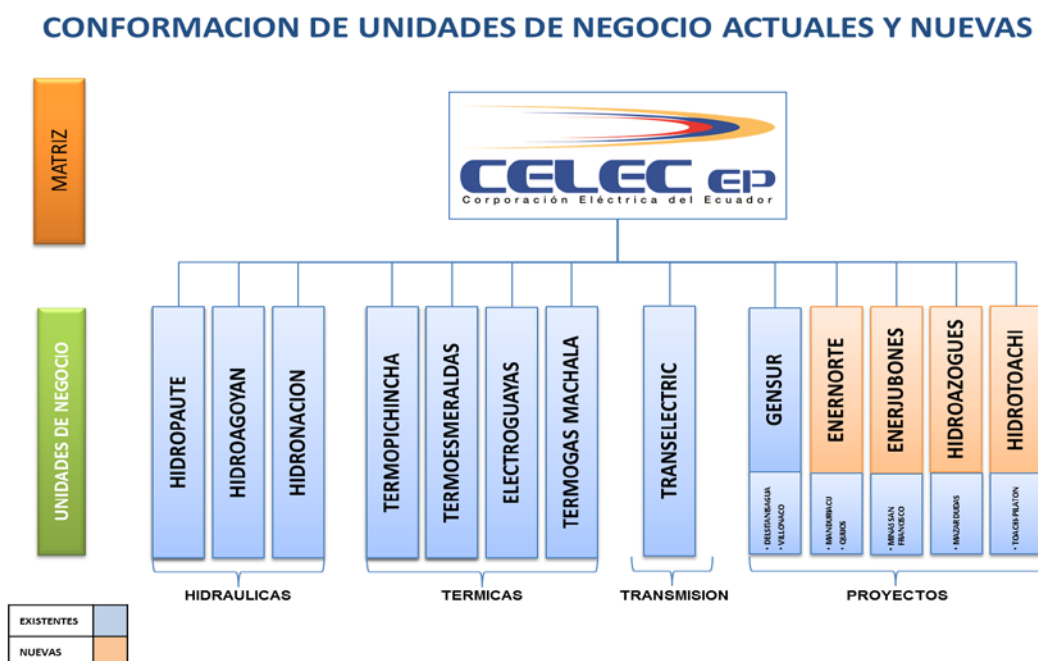 CONFORMACION DE UNIDADES DE NEGOCIO ACTUALES Y NUEVAS
MATRIZ
CELEC EP
Corporación Eléctrica del Ecuador
UNIDADES DE NEGOCIO
HIDROPAUTE
HIDROAGOYAN
HIDRONACION
TERMOPICHINCHA
TERMOESMERALDAS
ELECTROGUAYAS
TERMOGAS MACHALA
TRANSELECTRIC
GENSUR
ENERNORTE
ENERJUBONES
HIDROAZOGUES
HIDROTOACHI
• DELSITANISAGUA
• VILLONACO
• MANDURIACU
• QUIJOS
• MINAS SAN
FRANCISCO
• MAZAR DUDAS
• TOACHI-PILATON
HIDRAULICAS
TERMICAS
TRANSMISION
PROYECTOS
EXISTENTES
NUEVAS